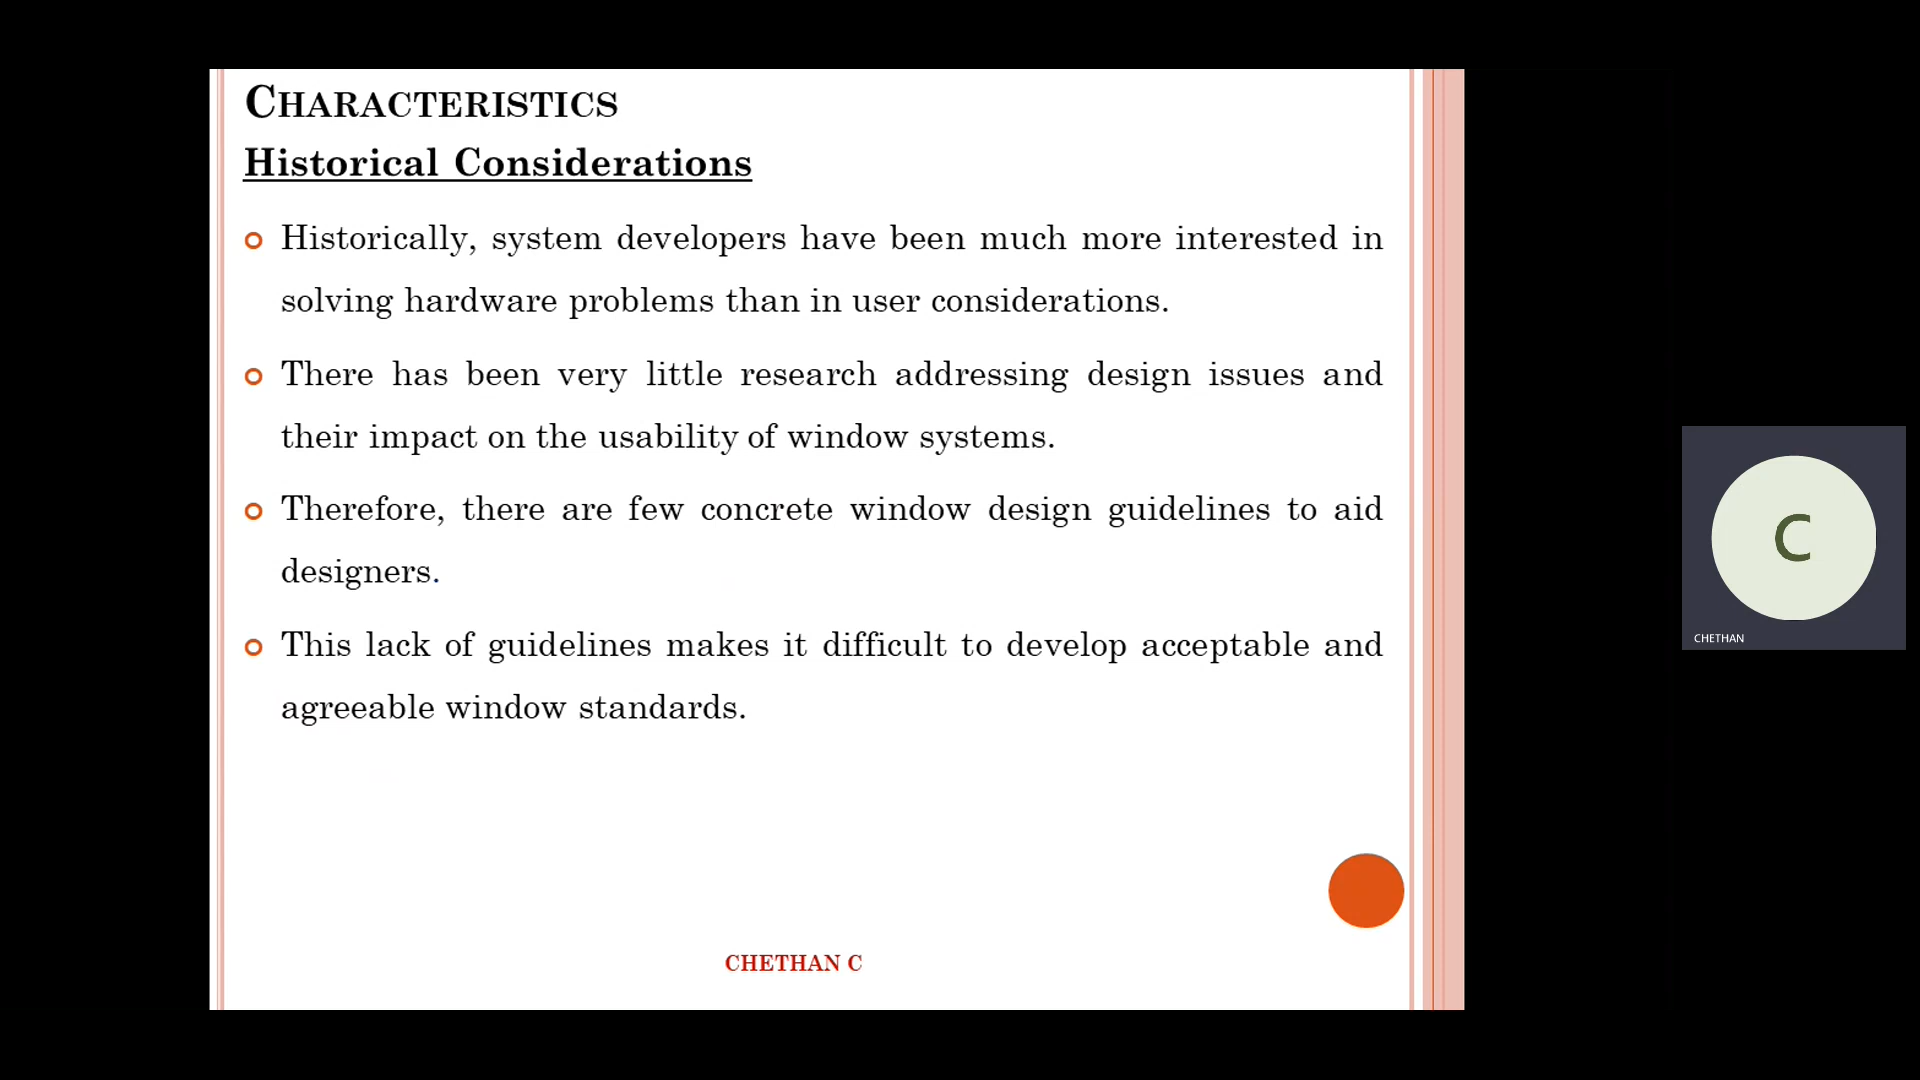 CHARACTERISTICS
Historical Considerations
Historically, system developers have been much more interested in
solving hardware problems than in user considerations.
There has been very little research addressing design issues and
their impact on the usability of window systems.
Therefore, there are few concrete window design guidelines to aid
designers.
This lack of guidelines makes it difficult to develop acceptable and
agreeable window standards.
CHETHAN C
C
CHETHAN